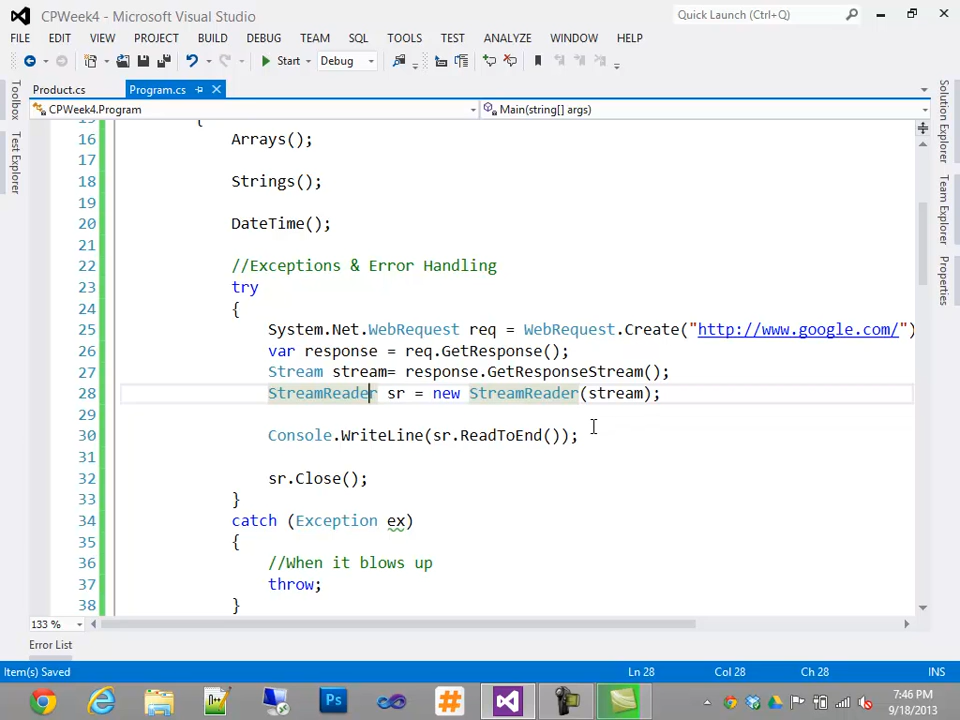 CPWeek4 - Microsoft Visual Studio
Quick Launch (Ctrl+Q)
FILE EDIT VIEW PROJECT BUILD DEBUG TEAM SQL TOOLS TEST ANALYZE WINDOW HELP
Start Debug
Product.cs Program.cs
CPWeek4.Program Main(string[] args)
Toolbox
Test Explorer
Solution Explorer
Team Explorer
Properties
15 {
16 Arrays();
17
18 Strings();
19
20 DateTime();
21
22 //Exceptions & Error Handling
23 try
24 {
25 System.Net.WebRequest req = WebRequest.Create("http://www.google.com/")
26 var response = req.GetResponse();
27 Stream stream= response.GetResponseStream();
28 StreamReader sr = new StreamReader(stream);
29
30 Console.WriteLine(sr.ReadToEnd());
31
32 sr.Close();
33 }
34 catch (Exception ex)
35 {
36 //When it blows up
37 throw;
38 }
133 %
Error List
Item(s) Saved Ln 28 Col 28 Ch 28 INS
Ps
7:46 PM
9/18/2013